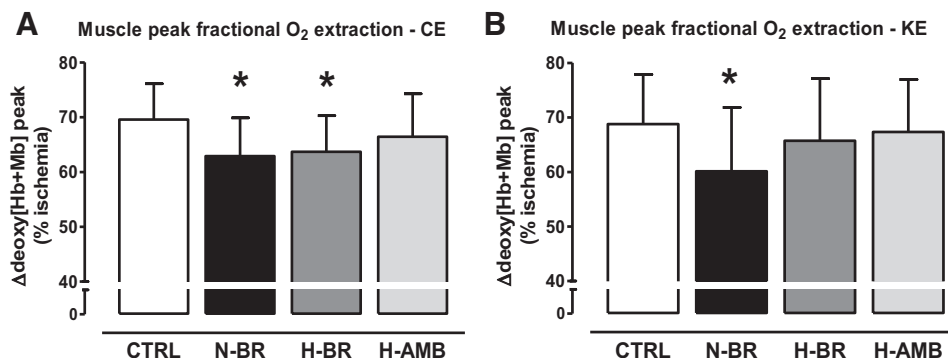 A Muscle peak fractional O₂ extraction - CE
Δdeoxy[Hb+Mb] peak
(% ischemia)
80
70
60
50
40
0
*
*
CTRL N-BR H-BR H-AMB
B Muscle peak fractional O₂ extraction - KE
Δdeoxy[Hb+Mb] peak
(% ischemia)
80
70
60
50
40
0
*
CTRL N-BR H-BR H-AMB